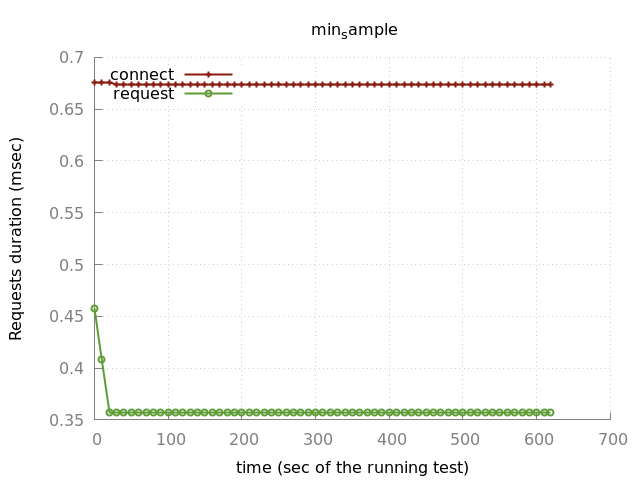 min_sample
0.7
connect
request
0.65
0.6
0.55
0.5
0.45
0.4
0.35
Requests duration (msec)
0 100 200 300 400 500 600 700
time (sec of the running test)